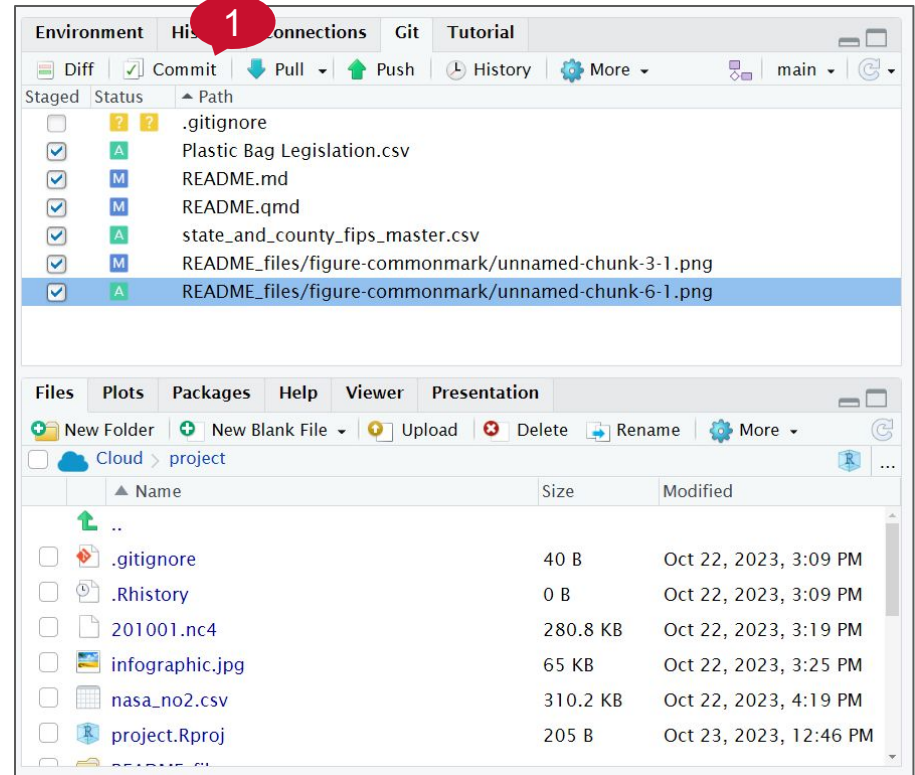 1
Environment His onnections Git Tutorial
Diff Commit Pull Push History More main
Staged Status Path
? ? .gitignore
A Plastic Bag Legislation.csv
M README.md
M README.qmd
A state_and_county_fips_master.csv
M README_files/figure-commonmark/unnamed-chunk-3-1.png
A README_files/figure-commonmark/unnamed-chunk-6-1.png
Files Plots Packages Help Viewer Presentation
New Folder New Blank File Upload Delete Rename More
Cloud > project R ...
Name Size Modified
..
.gitignore 40 B Oct 22, 2023, 3:09 PM
.Rhistory 0 B Oct 22, 2023, 3:09 PM
201001.nc4 280.8 KB Oct 22, 2023, 3:19 PM
infographic.jpg 65 KB Oct 22, 2023, 3:25 PM
nasa_no2.csv 310.2 KB Oct 22, 2023, 4:19 PM
R project.Rproj 205 B Oct 23, 2023, 12:46 PM